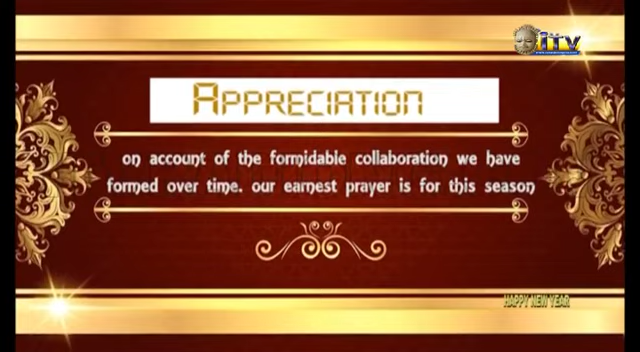 itv
APPRECIATION
on account of the formidable collaboration we have
formed over time. our earnest prayer is for this season
HAPPY NEW YEAR